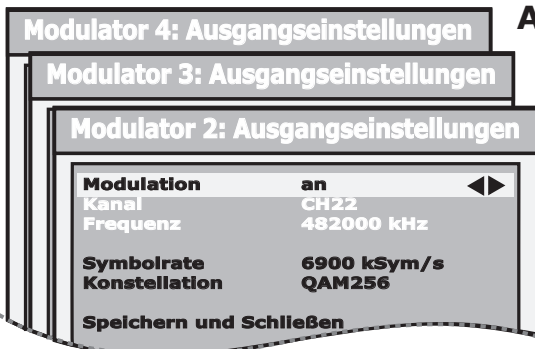 Modulator 4: Ausgangseinstellungen
A
Modulator 3: Ausgangseinstellungen
Modulator 2: Ausgangseinstellungen
Modulation an
Kanal CH22
Frequenz 482000 kHz
Symbolrate 6900 kSym/s
Konstellation QAM256
Speichern und Schließen